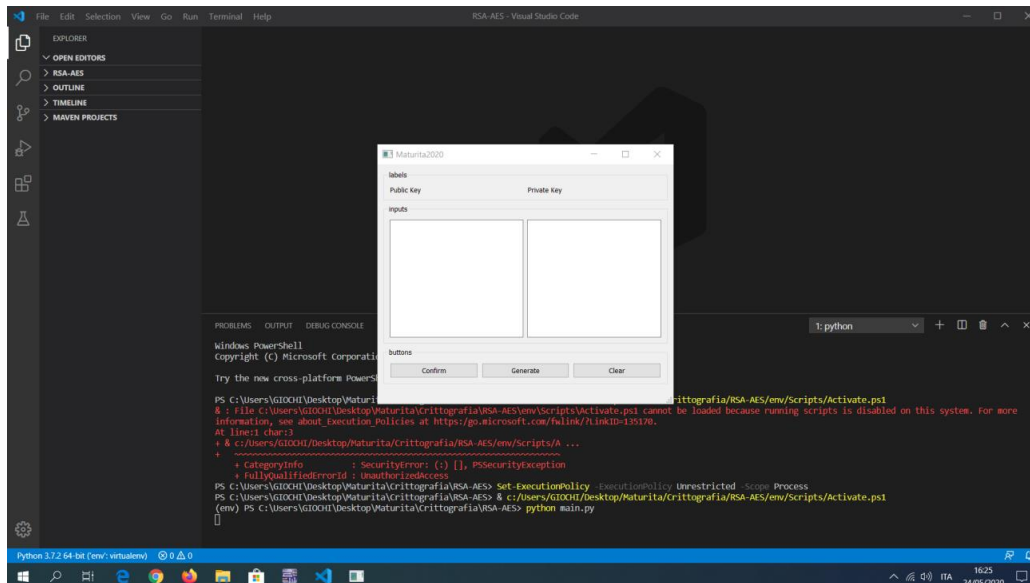 File Edit Selection View Go Run Terminal Help
RSA-AES - Visual Studio Code
EXPLORER
OPEN EDITORS
RSA-AES
OUTLINE
TIMELINE
MAVEN PROJECTS
Maturita2020
labels
Public Key Private Key
inputs
buttons
Confirm Generate Clear
PROBLEMS OUTPUT DEBUG CONSOLE
1: python
Windows PowerShell
Copyright (C) Microsoft Corporati
Try the new cross-platform PowerS
PS C:\Users\GIOCHI\Desktop\Maturit rittografia/RSA-AES/env/Scripts/Activate.ps1
& : File C:\Users\GIOCHI\Desktop\Maturita\Crittografia\RSA-AES\env\Scripts\Activate.ps1 cannot be loaded because running scripts is disabled on this system. For more
information, see about_Execution_Policies at https:/go.microsoft.com/fwlink/?LinkID=135170.
At line:1 char:3
+ & c:/Users/GIOCHI/Desktop/Maturita/Crittografia/RSA-AES/env/Scripts/A ...
+ CategoryInfo : SecurityError: (:) [], PSSecurityException
+ FullyQualifiedErrorId : UnauthorizedAccess
PS C:\Users\GIOCHI\Desktop\Maturita\Crittografia\RSA-AES> Set-ExecutionPolicy -ExecutionPolicy Unrestricted -Scope Process
PS C:\Users\GIOCHI\Desktop\Maturita\Crittografia\RSA-AES> & c:/Users/GIOCHI/Desktop/Maturita/Crittografia/RSA-AES/env/Scripts/Activate.ps1
(env) PS C:\Users\GIOCHI\Desktop\Maturita\Crittografia\RSA-AES> python main.py
Python 3.7.2 64-bit ('env': virtualenv) 0 0
ITA
16:25
24/05/2020